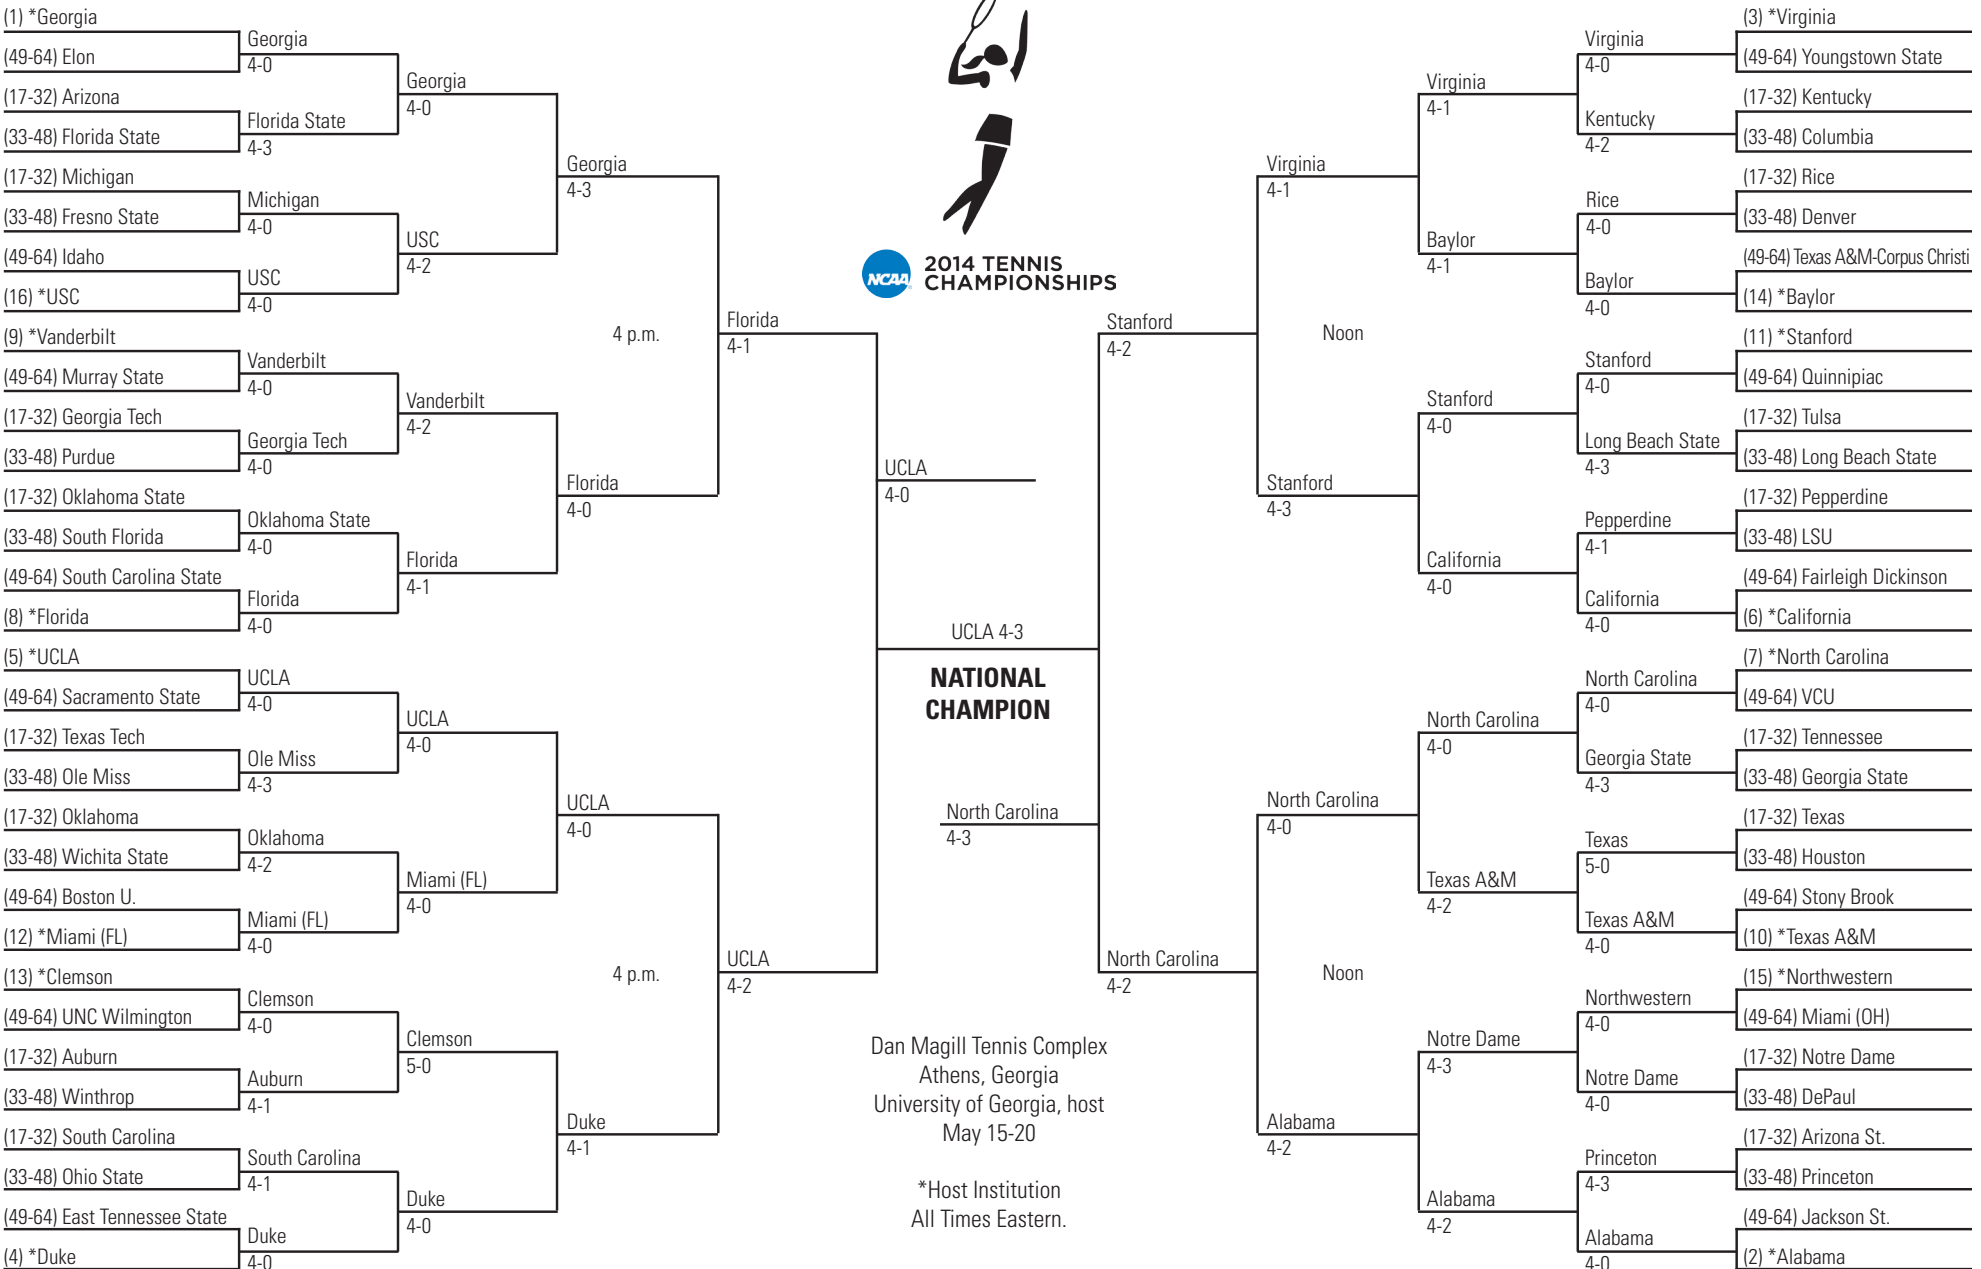 (1) *Georgia
(49-64) Elon
(17-32) Arizona
(33-48) Florida State
(17-32) Michigan
(33-48) Fresno State
(49-64) Idaho
(16) *USC
(9) *Vanderbilt
(49-64) Murray State
(17-32) Georgia Tech
(33-48) Purdue
(17-32) Oklahoma State
(33-48) South Florida
(49-64) South Carolina State
(8) *Florida
(5) *UCLA
(49-64) Sacramento State
(17-32) Texas Tech
(33-48) Ole Miss
(17-32) Oklahoma
(33-48) Wichita State
(49-64) Boston U.
(12) *Miami (FL)
(13) *Clemson
(49-64) UNC Wilmington
(17-32) Auburn
(33-48) Winthrop
(17-32) South Carolina
(33-48) Ohio State
(49-64) East Tennessee State
(4) *Duke
Georgia
4-0
Florida State
4-3
Michigan
4-0
USC
4-0
Vanderbilt
4-0
Georgia Tech
4-0
Oklahoma State
4-0
Florida
4-0
UCLA
4-0
Ole Miss
4-3
Oklahoma
4-2
Miami (FL)
4-0
Clemson
4-0
Auburn
4-1
South Carolina
4-1
Duke
4-0
Georgia
4-0
USC
4-2
Vanderbilt
4-2
Florida
4-1
UCLA
4-0
Miami (FL)
4-0
Clemson
5-0
Duke
4-0
Georgia
4-3
4 p.m.
Florida
4-0
UCLA
4-0
4 p.m.
Duke
4-1
Florida
4-1
UCLA
4-2
UCLA
4-0
NCAA
2014 TENNIS
CHAMPIONSHIPS
UCLA 4-3
NATIONAL
CHAMPION
North Carolina
4-3
Dan Magill Tennis Complex
Athens, Georgia
University of Georgia, host
May 15-20
*Host Institution
All Times Eastern.
Stanford
4-2
North Carolina
4-2
Virginia
4-1
Noon
Stanford
4-3
North Carolina
4-0
Noon
Alabama
4-2
Virginia
4-1
Baylor
4-1
Stanford
4-0
California
4-0
North Carolina
4-0
Texas A&M
4-2
Notre Dame
4-3
Alabama
4-2
Virginia
4-0
Kentucky
4-2
Rice
4-0
Baylor
4-0
Stanford
4-0
Long Beach State
4-3
Pepperdine
4-1
California
4-0
North Carolina
4-0
Georgia State
4-3
Texas
5-0
Texas A&M
4-0
Northwestern
4-0
Notre Dame
4-0
Princeton
4-3
Alabama
4-0
(3) *Virginia
(49-64) Youngstown State
(17-32) Kentucky
(33-48) Columbia
(17-32) Rice
(33-48) Denver
(49-64) Texas A&M-Corpus Christi
(14) *Baylor
(11) *Stanford
(49-64) Quinnipiac
(17-32) Tulsa
(33-48) Long Beach State
(17-32) Pepperdine
(33-48) LSU
(49-64) Fairleigh Dickinson
(6) *California
(7) *North Carolina
(49-64) VCU
(17-32) Tennessee
(33-48) Georgia State
(17-32) Texas
(33-48) Houston
(49-64) Stony Brook
(10) *Texas A&M
(15) *Northwestern
(49-64) Miami (OH)
(17-32) Notre Dame
(33-48) DePaul
(17-32) Arizona St.
(33-48) Princeton
(49-64) Jackson St.
(2) *Alabama